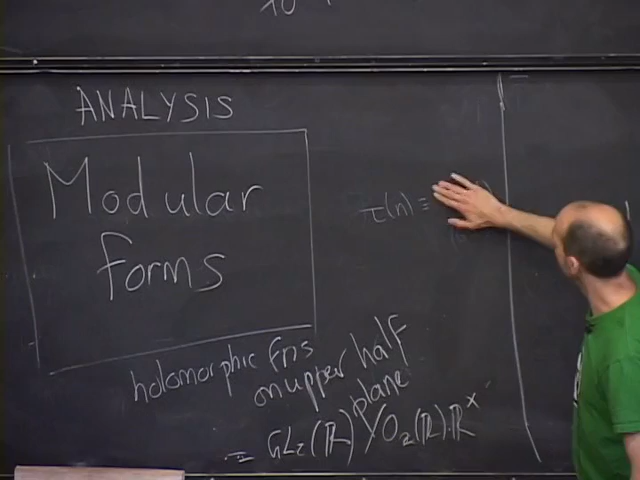 ANALYSIS
Modular
forms
τ(n) ≡
holomorphic fns
on upper half
plane
= GL₂(ℝ)/O₂(ℝ).ℝ^×